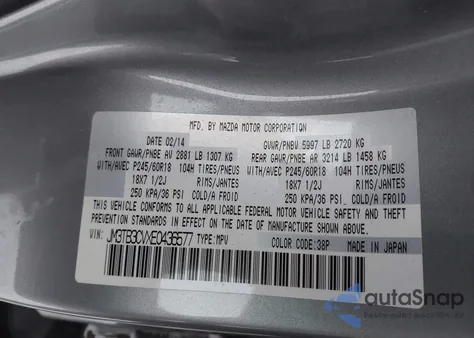 MFD. BY MAZDA MOTOR CORPORATION
DATE 02/14 GVWR/PNBV 5997 LB 2720 KG
FRONT GAWR/PNBE AV 2881 LB 1307 KG REAR GAWR/PNBE AR 3214 LB 1458 KG
WITH/AVEC P245/60R18 104H TIRES/PNEUS WITH/AVEC P245/60R18 104H TIRES/PNEUS
18X7 1/2J RIMS/JANTES 18X7 1/2J RIMS/JANTES
250 KPA/36 PSI. COLD/A FROID 250 KPA/36 PSI. COLD/A FROID
THIS VEHICLE CONFORMS TO ALL APPLICABLE FEDERAL MOTOR VEHICLE SAFETY AND THEFT
PREVENTION STANDARDS IN EFFECT ON THE DATE OF MANUFACTURE SHOWN ABOVE.
VIN: JM3TB3CVXE0436577 TYPE: MPV COLOR CODE: 38P MADE IN JAPAN
autoSnap